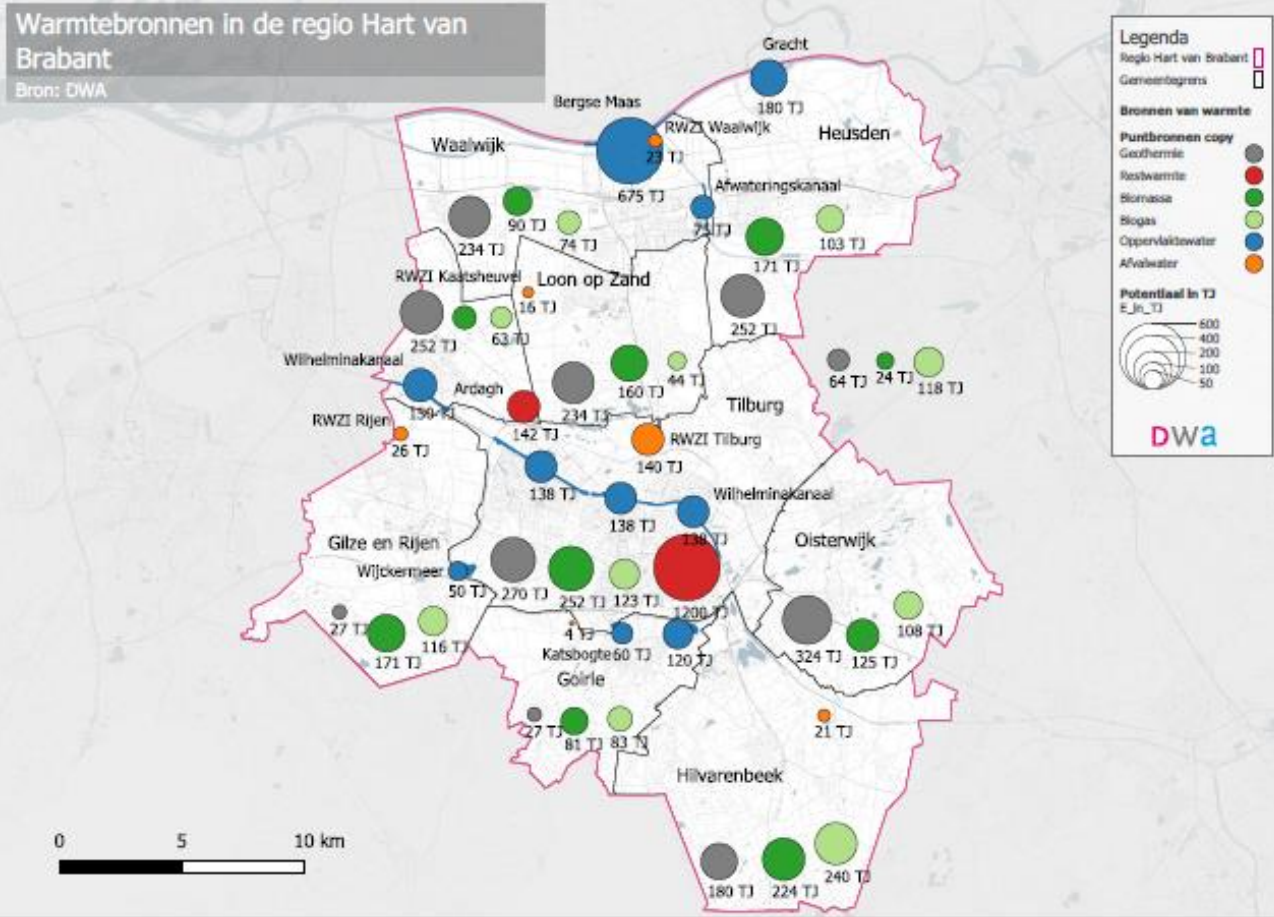 Warmtebronnen in de regio Hart van
Brabant
Bron: DWA
Gracht
180 TJ
Bergse Maas
RWZI Waalwijk
23 TJ
Heusden
Waalwijk
675 TJ
Afwateringskanaal
75 TJ
90 TJ
74 TJ
234 TJ
103 TJ
171 TJ
RWZI Kaatsheuvel
Loon op Zand
16 TJ
252 TJ
63 TJ
252 TJ
Wilhelminakanaal
Ardagh
160 TJ
44 TJ
234 TJ
64 TJ
24 TJ
118 TJ
Tilburg
RWZI Rijen
26 TJ
142 TJ
RWZI Tilburg
140 TJ
138 TJ
138 TJ
Wilhelminakanaal
138 TJ
Gilze en Rijen
Oisterwijk
Wijckermeer
50 TJ
270 TJ
252 TJ
123 TJ
1200 TJ
27 TJ
171 TJ
116 TJ
4 TJ
Katsbogte
60 TJ
120 TJ
324 TJ
125 TJ
108 TJ
Goirle
27 TJ
81 TJ
83 TJ
21 TJ
Hilvarenbeek
180 TJ
224 TJ
240 TJ
0 5 10 km
Legenda
Regio Hart van Brabant
Gemeentegrens
Bronnen van warmte
Puntbronnen copy
Geothermie
Restwarmte
Biomassa
Biogas
Oppervlaktewater
Afvalwater
Potentiaal in TJ
E_in_TJ
600
400
200
100
50
DWa